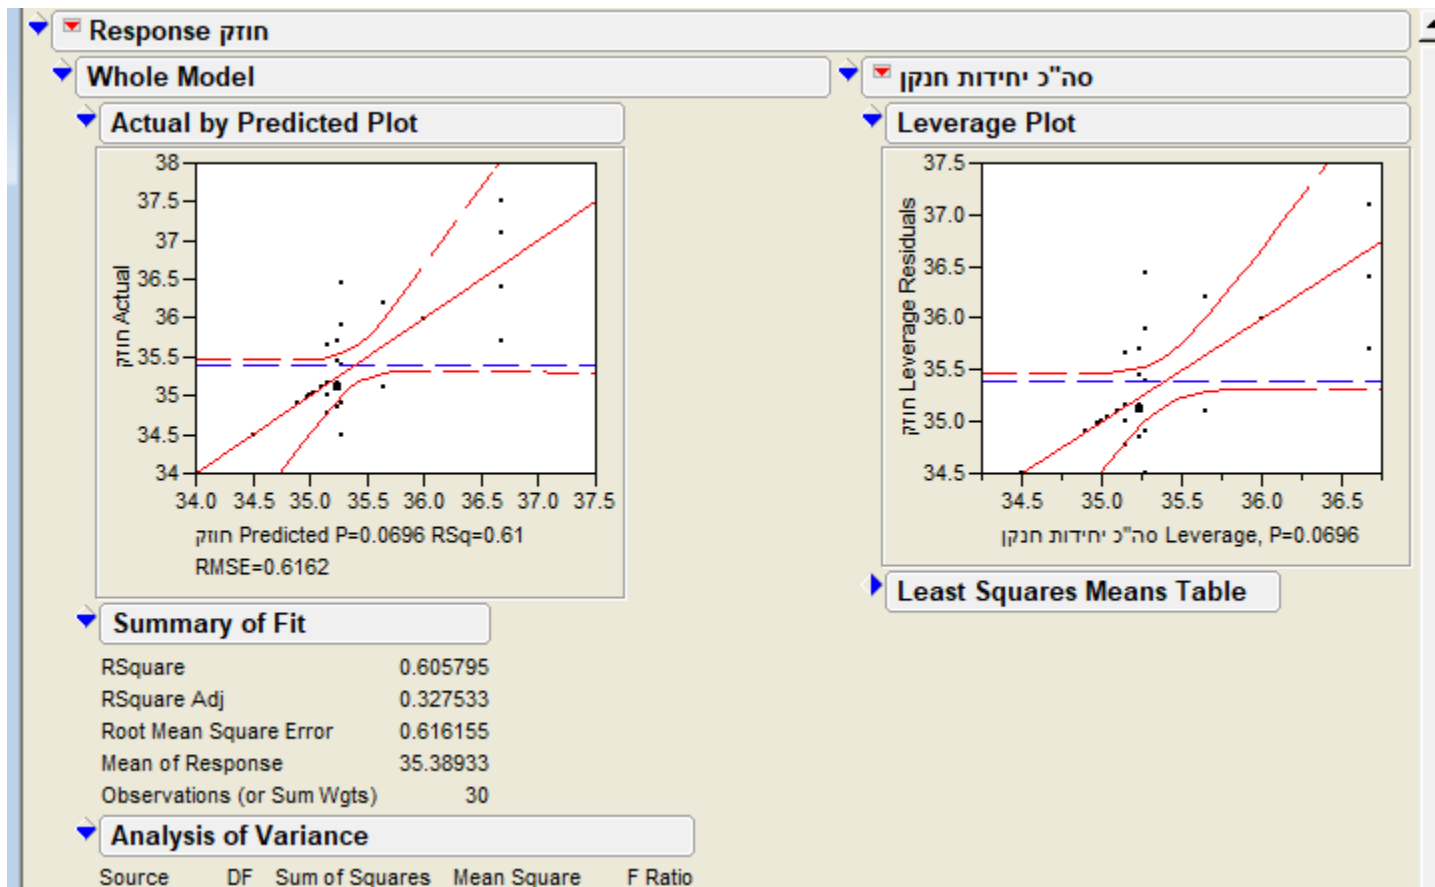 Response חוזק
Whole Model
Actual by Predicted Plot
38
37.5
37
36.5
36
35.5
35
34.5
34
חוזק Actual
34.0 34.5 35.0 35.5 36.0 36.5 37.0 37.5
חוזק Predicted P=0.0696 RSq=0.61
RMSE=0.6162
Summary of Fit
RSquare 0.605795
RSquare Adj 0.327533
Root Mean Square Error 0.616155
Mean of Response 35.38933
Observations (or Sum Wgts) 30
Analysis of Variance
Source DF Sum of Squares Mean Square F Ratio
סה"כ יחידות חנקן
Leverage Plot
37.5
37.0
36.5
36.0
35.5
35.0
34.5
חוזק Leverage Residuals
34.5 35.0 35.5 36.0 36.5
סה"כ יחידות חנקן Leverage, P=0.0696
Least Squares Means Table